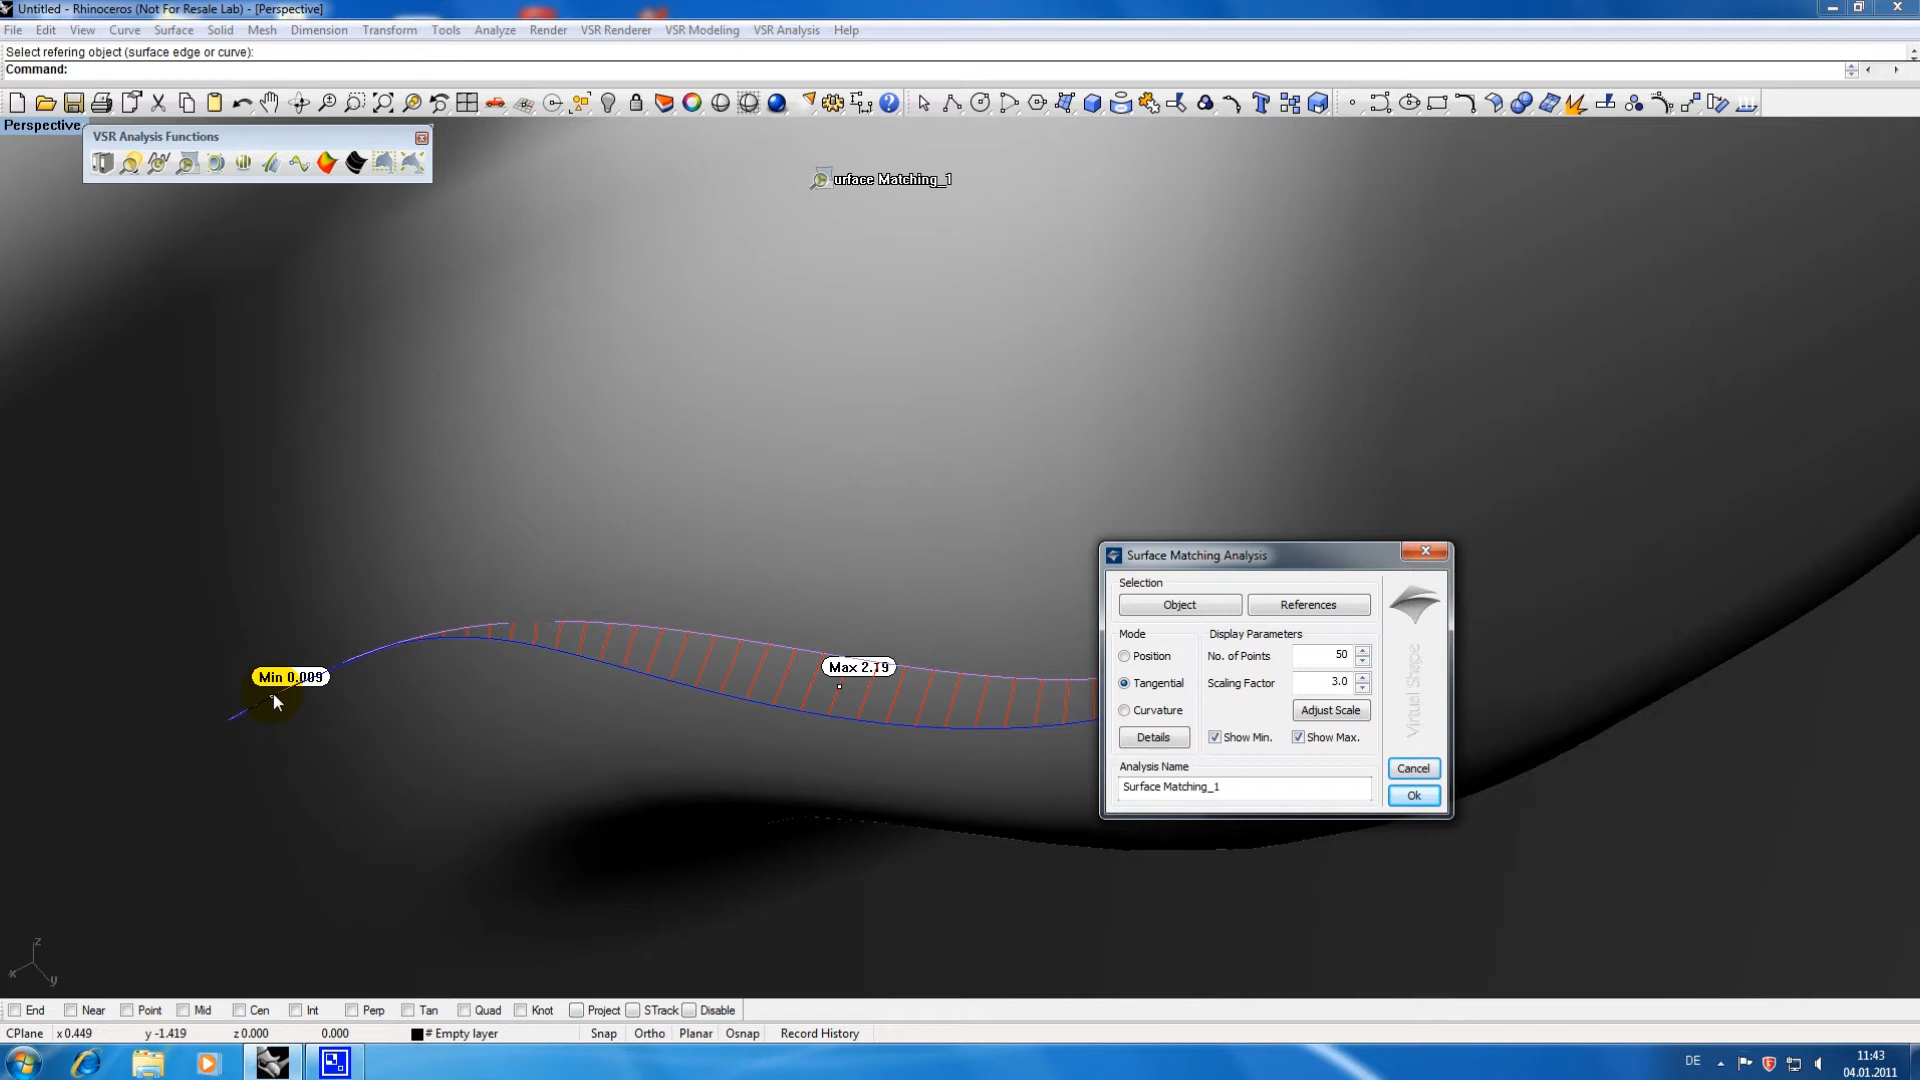 Untitled - Rhinoceros (Not For Resale Lab) - [Perspective]
File Edit View Curve Surface Solid Mesh Dimension Transform Tools Analyze Render VSR Renderer VSR Modeling VSR Analysis Help
Select refering object (surface edge or curve):
Command:
Perspective
VSR Analysis Functions
urface Matching_1
Min 0.009
Max 2.19
Surface Matching Analysis
Selection
Object References
Mode Display Parameters
Position No. of Points 50
Tangential Scaling Factor 3.0
Curvature Adjust Scale
Details Show Min. Show Max.
Virtual Shape
Analysis Name
Surface Matching_1
Cancel
Ok
z
x
y
End Near Point Mid Cen Int Perp Tan Quad Knot Project STrack Disable
CPlane x 0.449 y -1.419 z 0.000 0.000 # Empty layer Snap Ortho Planar Osnap Record History
DE
11:43
04.01.2011